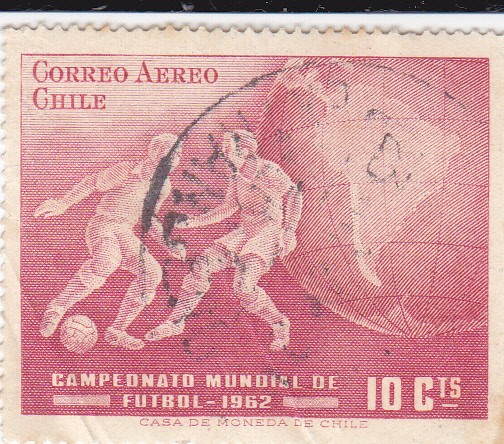 CORREO AEREO
CHILE
CAMPEONATO MUNDIAL DE
FUTBOL-1962
10 CTS
CASA DE MONEDA DE CHILE